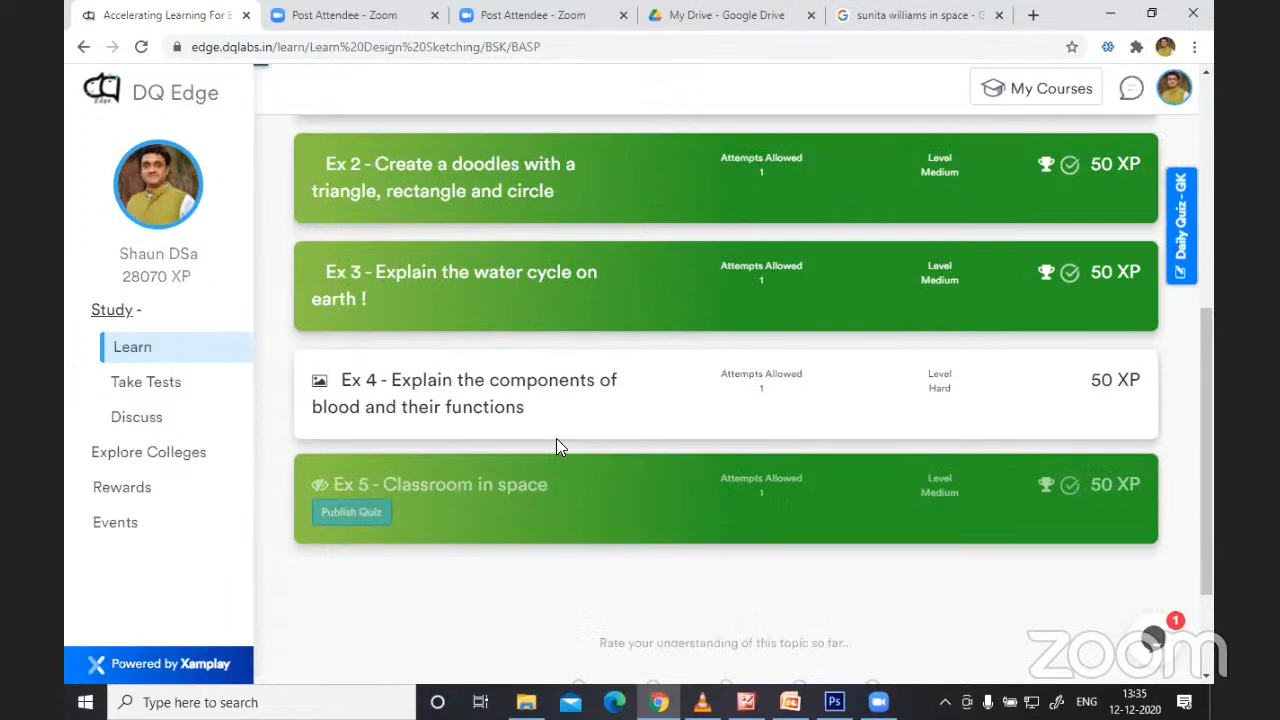 Accelerating Learning For E
Post Attendee - Zoom
Post Attendee - Zoom
My Drive - Google Drive
sunita williams in space - G
edge.dqlabs.in/learn/Learn%20Design%20Sketching/BSK/BASP
Edge
DQ Edge
My Courses
Shaun DSa
28070 XP
Study -
Learn
Take Tests
Discuss
Explore Colleges
Rewards
Events
Powered by Xamplay
Ex 2 - Create a doodles with a
triangle, rectangle and circle
Attempts Allowed
1
Level
Medium
50 XP
Ex 3 - Explain the water cycle on
earth !
Attempts Allowed
1
Level
Medium
50 XP
Ex 4 - Explain the components of
blood and their functions
Attempts Allowed
1
Level
Hard
50 XP
Ex 5 - Classroom in space
Publish Quiz
Attempts Allowed
1
Level
Medium
50 XP
Daily Quiz - GK
Rate your understanding of this topic so far...
1
zoom
Type here to search
Ps
ENG
13:35
12-12-2020